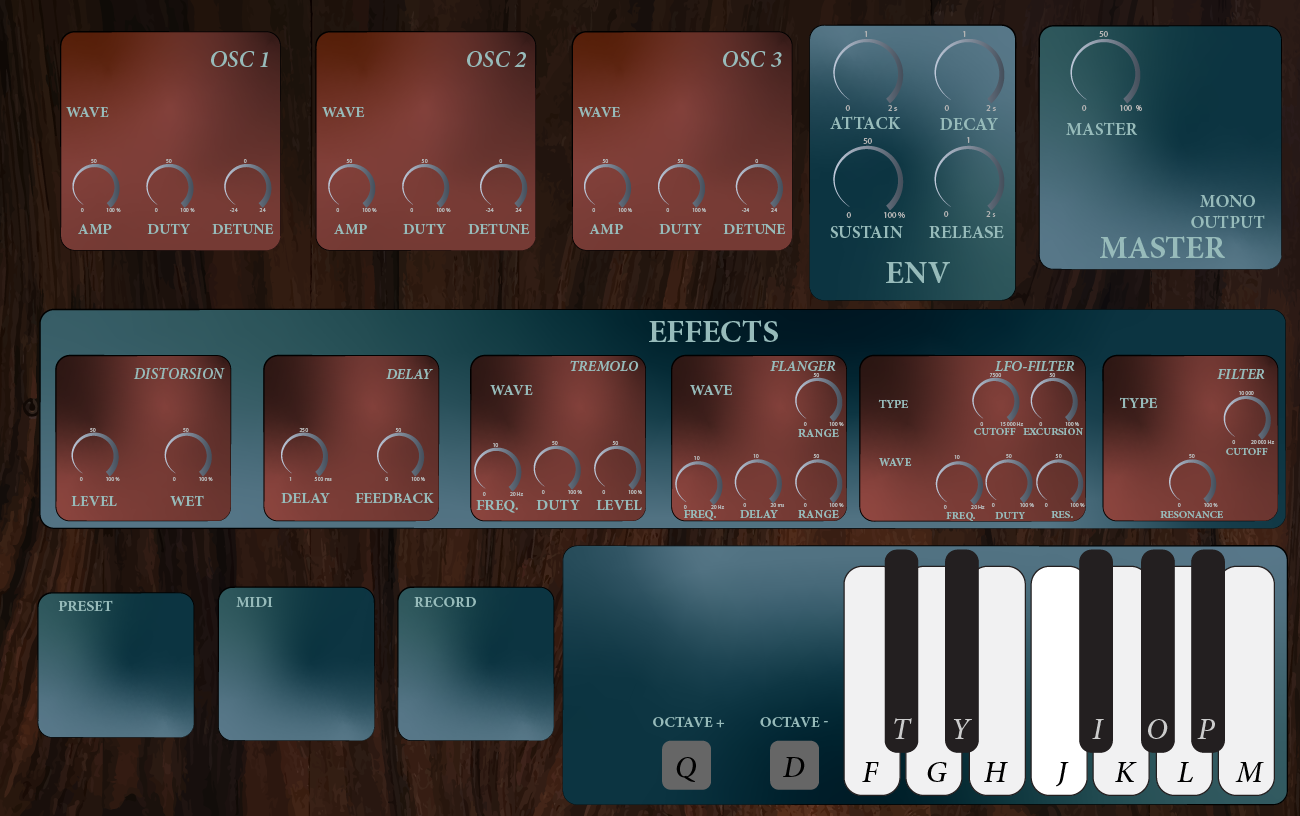 OSC 1
WAVE
50 50 0
0 100 % 0 100 % -24 24
AMP DUTY DETUNE
OSC 2
WAVE
50 50 0
0 100 % 0 100 % -24 24
AMP DUTY DETUNE
OSC 3
WAVE
50 50 0
0 100 % 0 100 % -24 24
AMP DUTY DETUNE
1 1
0 2 s 0 2 s
ATTACK DECAY
50 1
0 100 % 0 2 s
SUSTAIN RELEASE
ENV
50
0 100 %
MASTER
MONO
OUTPUT
MASTER
EFFECTS
DISTORSION
50 50
0 100 % 0 100 %
LEVEL WET
DELAY
250 50
1 501 ms 0 100 %
DELAY FEEDBACK
TREMOLO
WAVE
10 50 50
0 20 Hz 0 100 % 0 100 %
FREQ. DUTY LEVEL
FLANGER
50
WAVE
0 100 %
RANGE
10 10 50
0 20 Hz 0 20 ms 0 100 %
FREQ. DELAY RANGE
LFO-FILTER
7500 50
TYPE
0 15 000 Hz 0 100 %
CUTOFF EXCURSION
WAVE
10 50 50
0 20 Hz 0 100 % 0 100 %
FREQ. DUTY RES.
FILTER
10 000
TYPE
0 20 001 Hz
CUTOFF
50
0 100 %
RESONANCE
PRESET
MIDI
RECORD
OCTAVE + OCTAVE -
Q D
T Y I O P
F G H J K L M